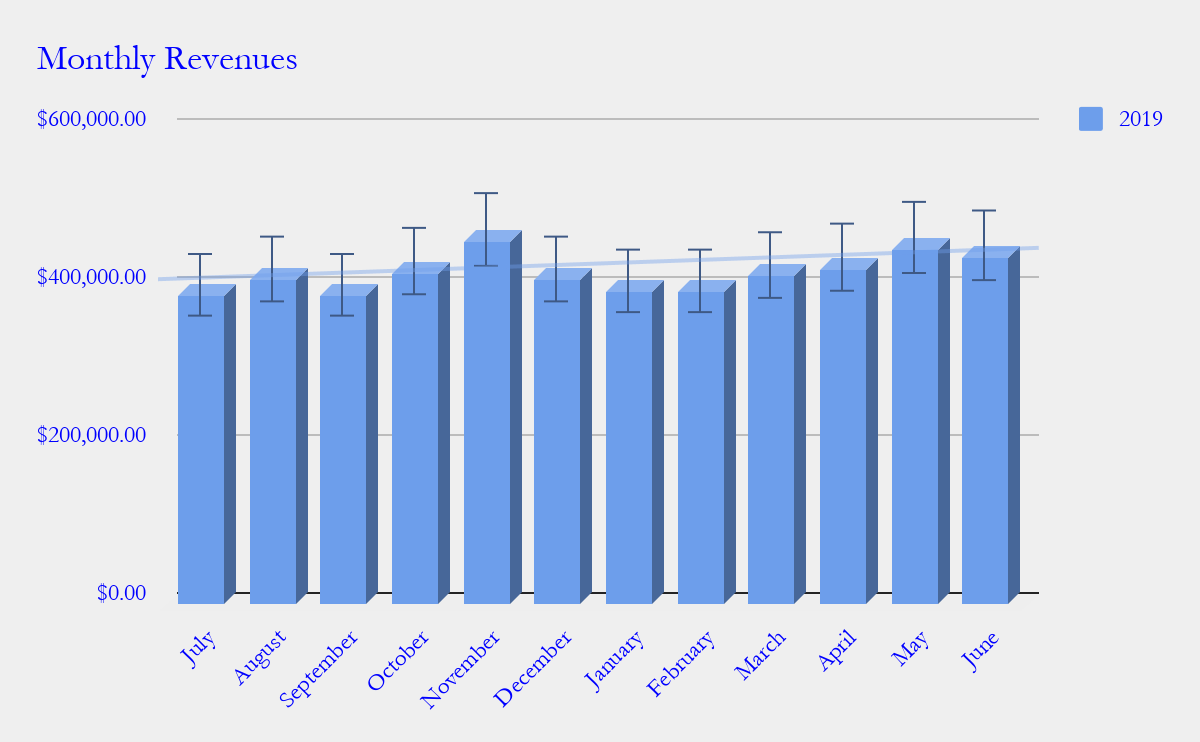 Monthly Revenues
$600,000.00
2019
$400,000.00
$200,000.00
$0.00
July
August
September
October
November
December
January
February
March
April
May
June